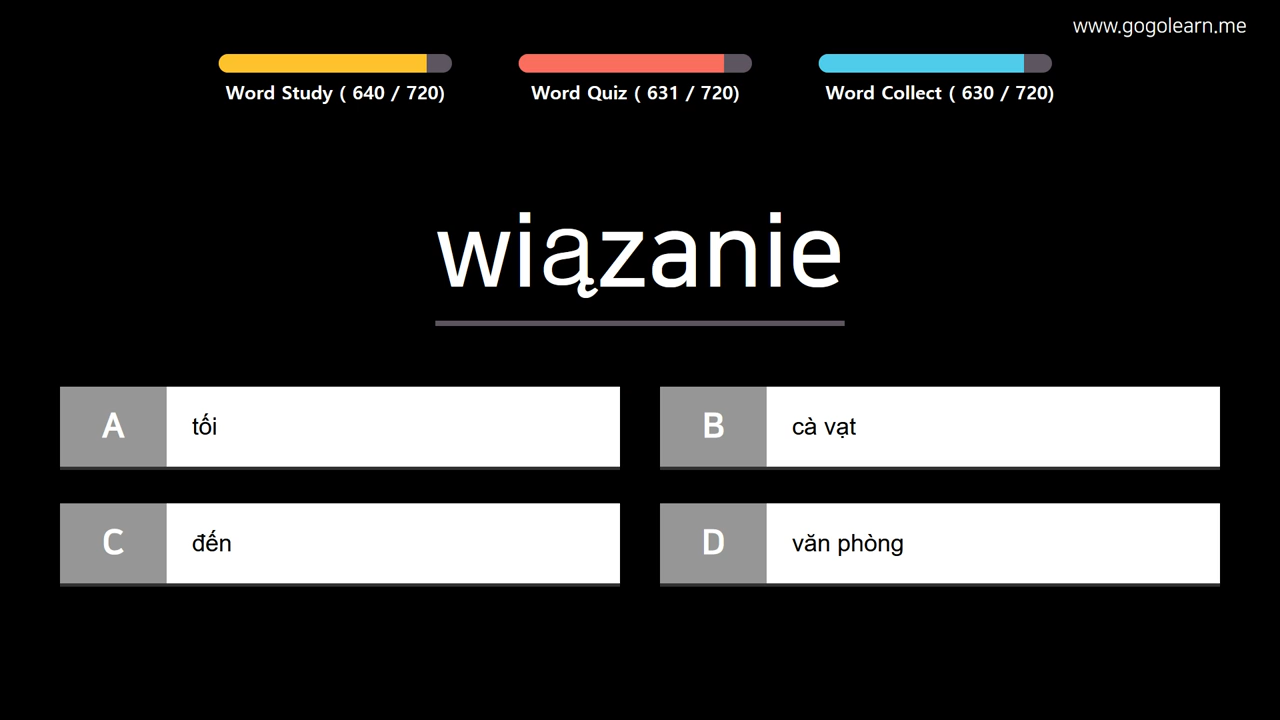 www.gogolearn.me
Word Study ( 640 / 720)
Word Quiz ( 631 / 720)
Word Collect ( 630 / 720)
wiązanie
A tối
B cà vạt
C đến
D văn phòng